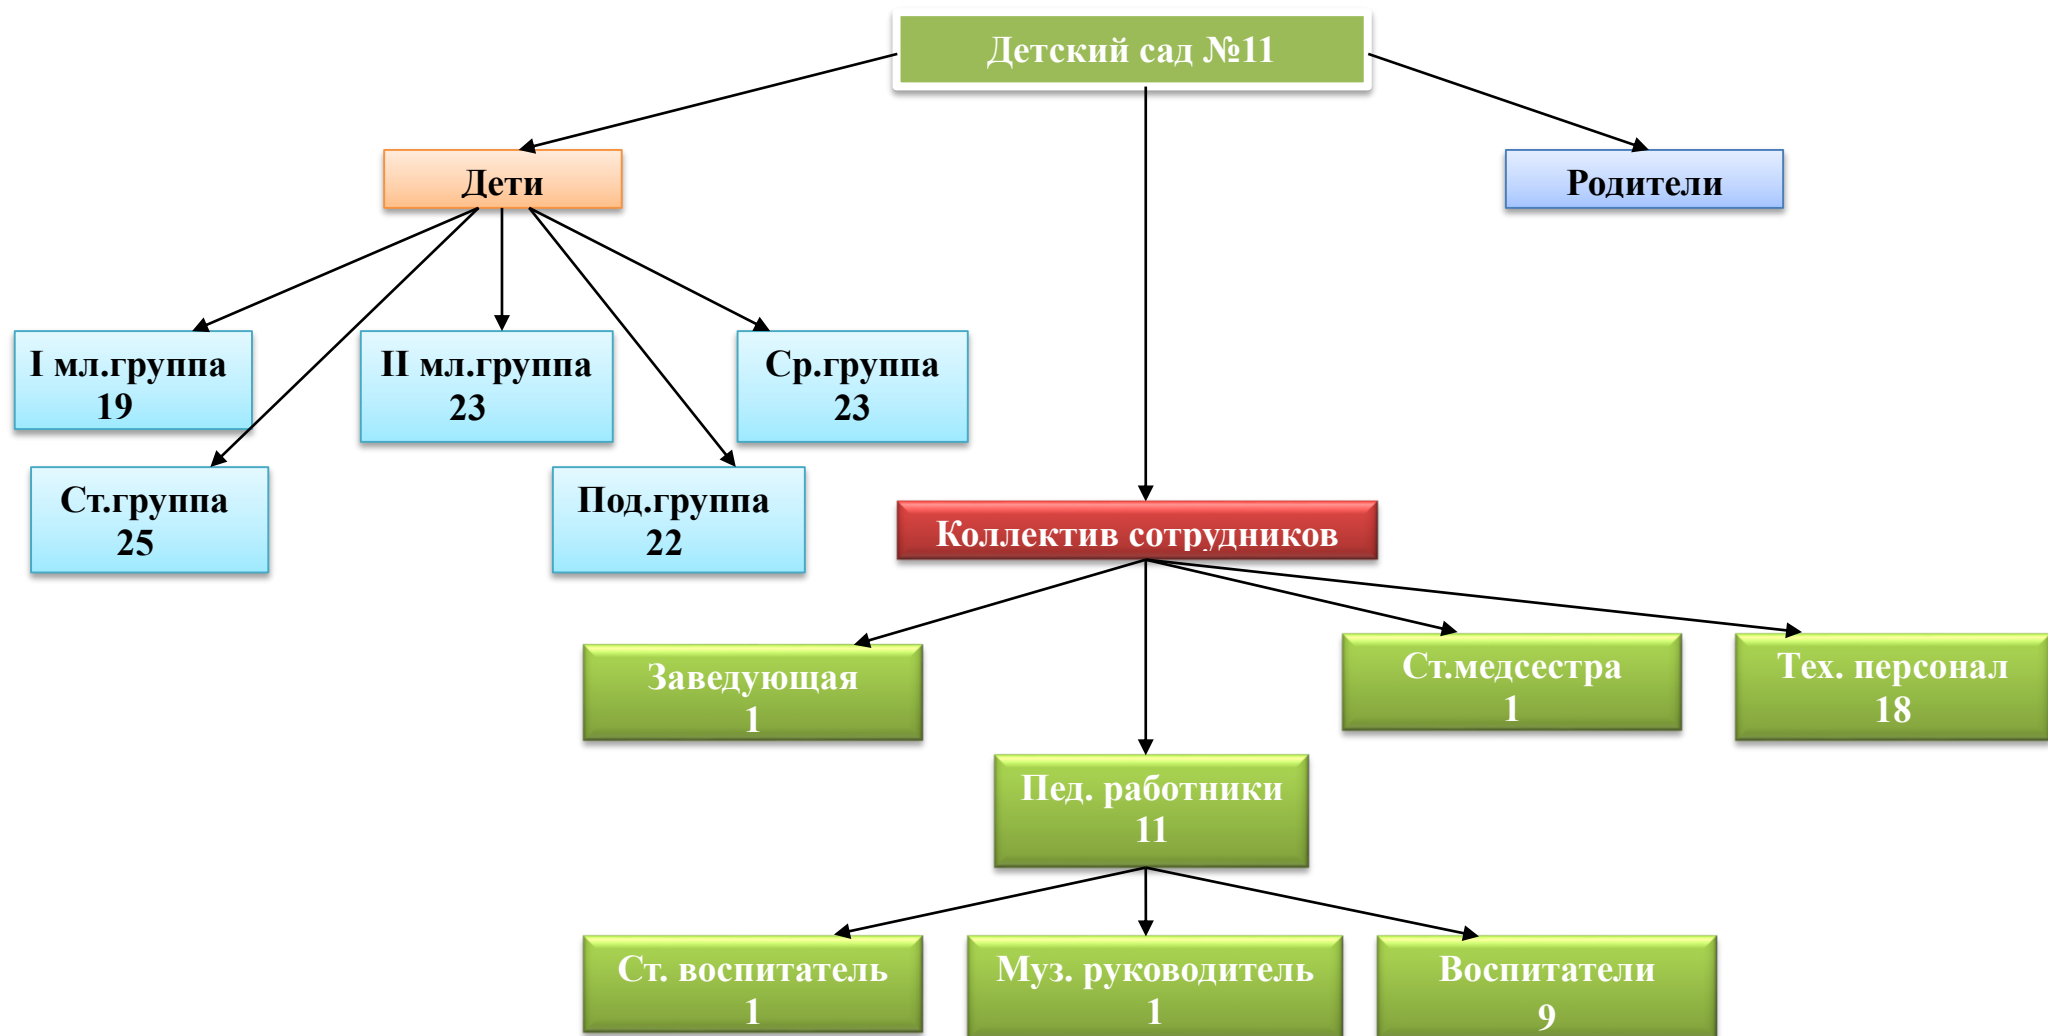 Детский сад №11
Дети
Родители
I мл.группа
19
II мл.группа
23
Ср.группа
23
Ст.группа
25
Под.группа
22
Коллектив сотрудников
Заведующая
1
Ст.медсестра
1
Тех. персонал
18
Пед. работники
11
Ст. воспитатель
1
Муз. руководитель
1
Воспитатели
9